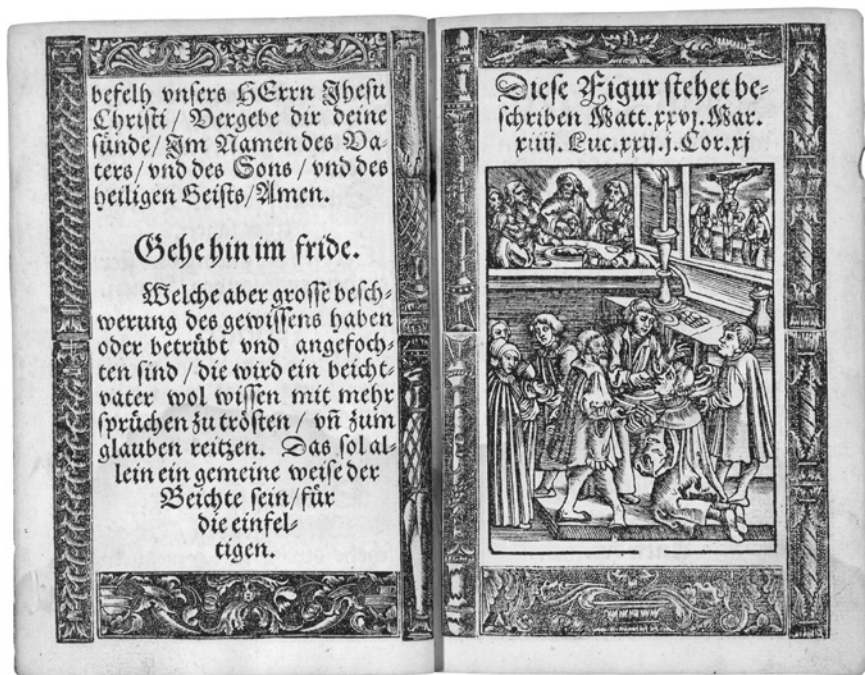 befelh vnsers HErrn Jhesu
Christi / Vergebe dir deine
sünde / Im Namen des Va-
ters / vnd des Sons / vnd des
heiligen Geists / Amen.
Gehe hin im fride.
Welche aber grosse besch-
werung des gewissens haben
oder betrübt vnd angefoch-
ten sind / die wird ein beicht-
vater wol wissen mit mehr
sprüchen zu trösten / vn̄ zum
glauben reitzen. Das sol al-
lein ein gemeine weise der
Beichte sein / für
die einfel-
tigen.
Diese Figur stehet be-
schriben Matt. xxvj. Mar.
xiiij. Luc. xxij. j. Cor. xj